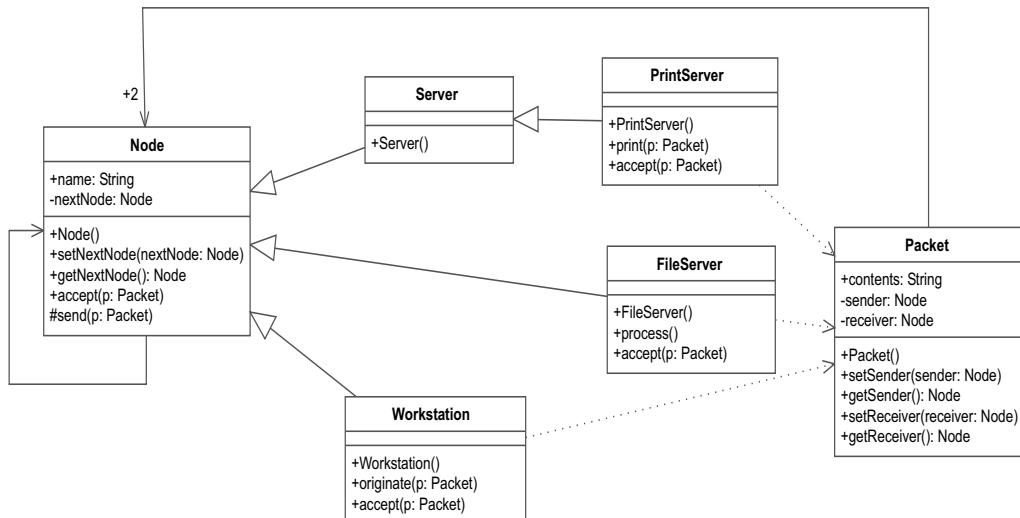 +2
Node
+name: String
-nextNode: Node
+Node()
+setNextNode(nextNode: Node)
+getNextNode(): Node
+accept(p: Packet)
#send(p: Packet)
Server
+Server()
PrintServer
+PrintServer()
+print(p: Packet)
+accept(p: Packet)
FileServer
+FileServer()
+process()
+accept(p: Packet)
Workstation
+Workstation()
+originate(p: Packet)
+accept(p: Packet)
Packet
+contents: String
-sender: Node
-receiver: Node
+Packet()
+setSender(sender: Node)
+getSender(): Node
+setReceiver(receiver: Node)
+getReceiver(): Node